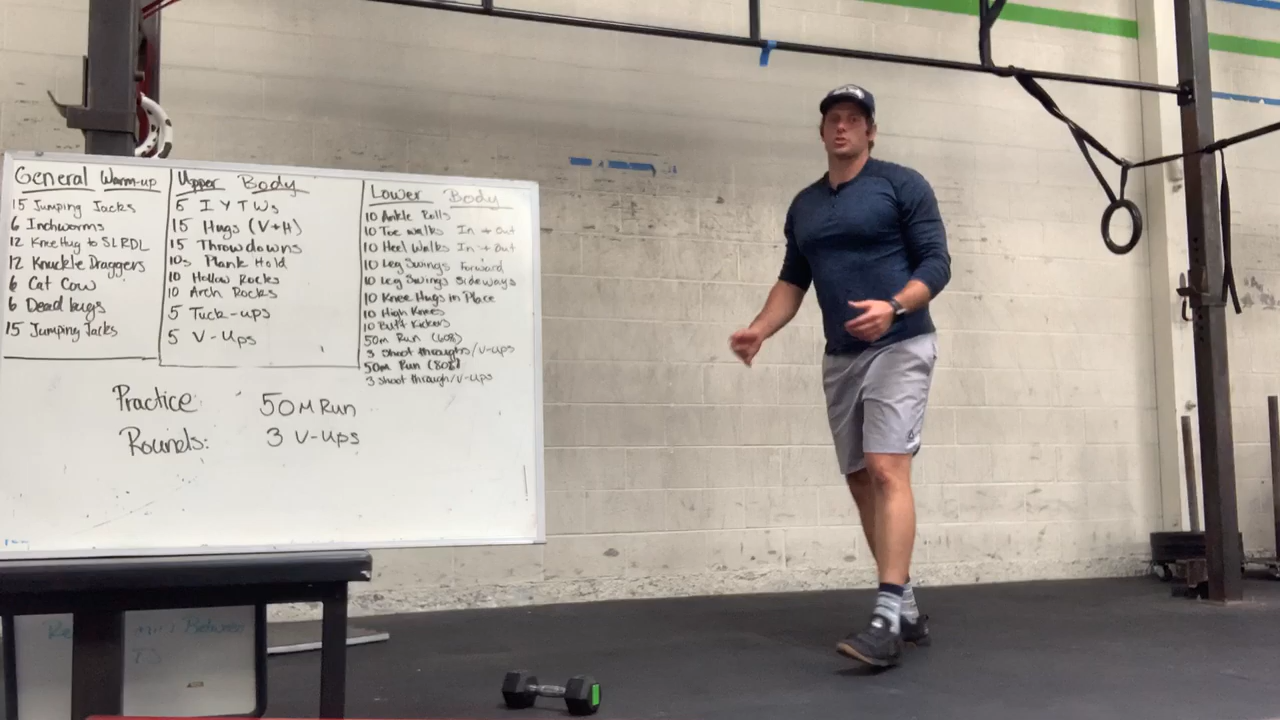 General Warm-up
15 Jumping Jacks
6 Inchworms
12 Knee Hug to SLRDL
12 Knuckle Draggers
6 Cat Cow
6 Dead bugs
15 Jumping Jacks
Upper Body
5 I Y T Ws
15 Hugs (V+H)
15 Throwdowns
10s Plank Hold
10 Hollow Rocks
10 Arch Rocks
5 Tuck-ups
5 V-Ups
Lower Body
10 Ankle Rolls
10 Toe walks In + Out
10 Heel Walks In + Out
10 Leg Swings Forward
10 Leg Swings Sideways
10 Knee Hugs in Place
10 High Knees
10 Butt Kickers
50m Run (60%)
3 shoot throughs/V-ups
50m Run (80%)
3 shoot through/V-ups
Practice: 50M Run
Rounds: 3 V-Ups
Between